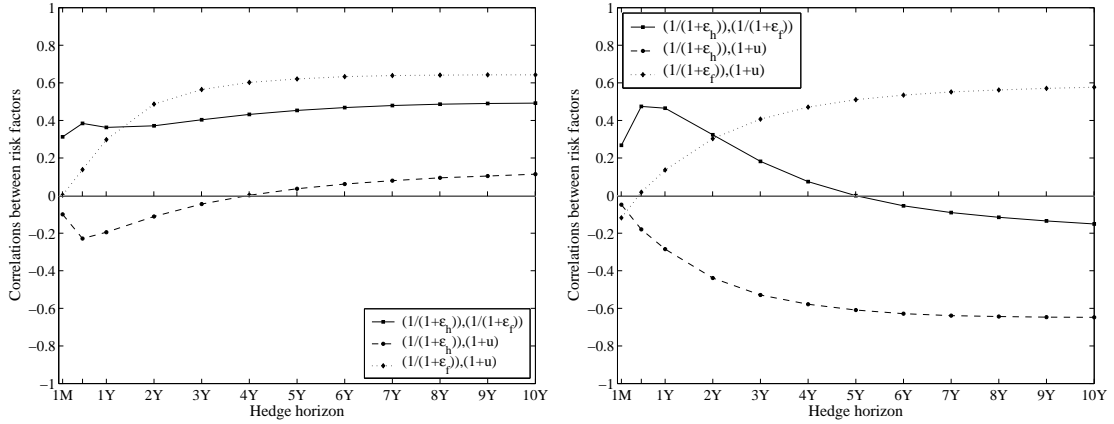 1
0.8
0.6
0.4
0.2
0
−0.2
−0.4
−0.6
−0.8
−1
Correlations between risk factors
1M 1Y 2Y 3Y 4Y 5Y 6Y 7Y 8Y 9Y 10Y
Hedge horizon
(1/(1+ε_h)),(1/(1+ε_f))
(1/(1+ε_h)),(1+u)
(1/(1+ε_f)),(1+u)
1
0.8
0.6
0.4
0.2
0
−0.2
−0.4
−0.6
−0.8
−1
Correlations between risk factors
1M 1Y 2Y 3Y 4Y 5Y 6Y 7Y 8Y 9Y 10Y
Hedge horizon
(1/(1+ε_h)),(1/(1+ε_f))
(1/(1+ε_h)),(1+u)
(1/(1+ε_f)),(1+u)